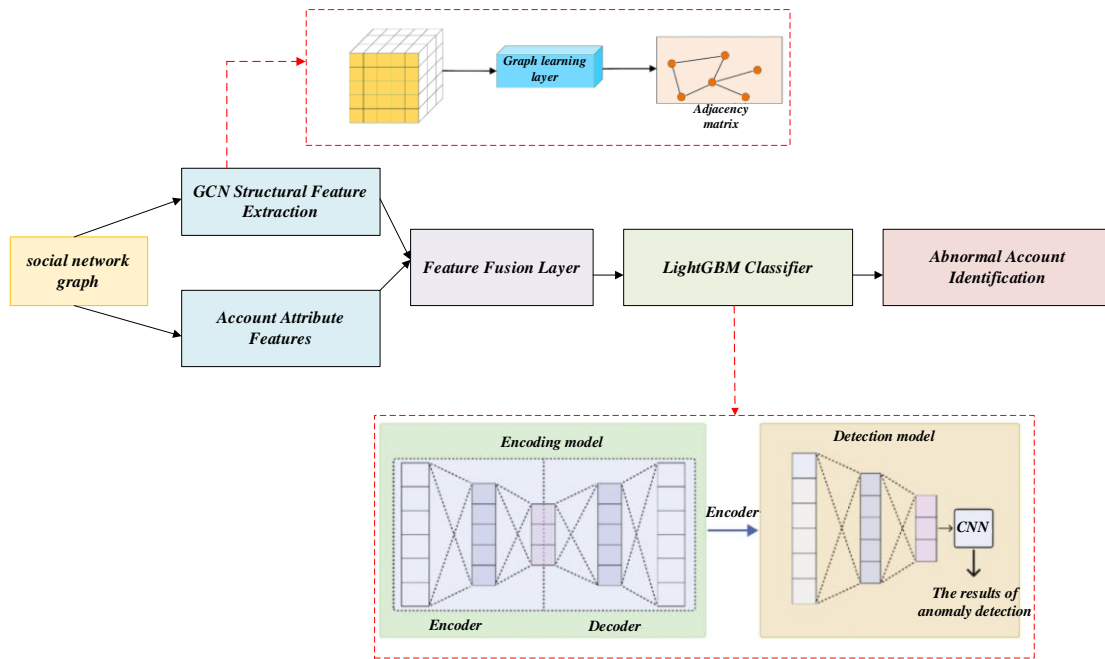 Graph learning
layer
Adjacency
matrix
GCN Structural Feature
Extraction
social network
graph
Account Attribute
Features
Feature Fusion Layer
LightGBM Classifier
Abnormal Account
Identification
Encoding model
Encoder
Decoder
Encoder
Detection model
CNN
The results of
anomaly detection